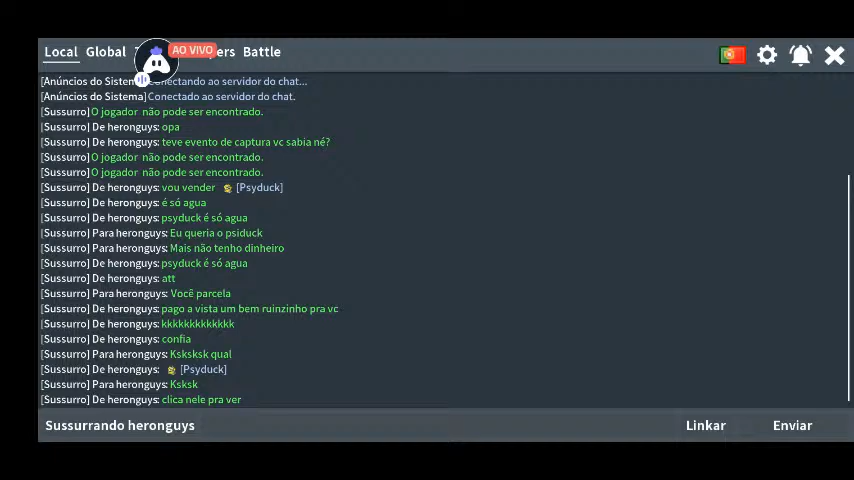 Local Global ers Battle
AO VIVO
[Anúncios do Sistem Conectando ao servidor do chat...
[Anúncios do Sistema]Conectado ao servidor do chat.
[Sussurro]O jogador não pode ser encontrado.
[Sussurro] De heronguys: opa
[Sussurro] De heronguys: teve evento de captura vc sabia né?
[Sussurro]O jogador não pode ser encontrado.
[Sussurro]O jogador não pode ser encontrado.
[Sussurro] De heronguys: vou vender [Psyduck]
[Sussurro] De heronguys: é só agua
[Sussurro] De heronguys: psyduck é só agua
[Sussurro] Para heronguys: Eu queria o psiduck
[Sussurro] Para heronguys: Mais não tenho dinheiro
[Sussurro] De heronguys: psyduck é só agua
[Sussurro] De heronguys: att
[Sussurro] Para heronguys: Você parcela
[Sussurro] De heronguys: pago a vista um bem ruinzinho pra vc
[Sussurro] De heronguys: kkkkkkkkkkkkk
[Sussurro] De heronguys: confia
[Sussurro] Para heronguys: Ksksksk qual
[Sussurro] De heronguys: [Psyduck]
[Sussurro] Para heronguys: Ksksk
[Sussurro] De heronguys: clica nele pra ver
Sussurrando heronguys Linkar Enviar